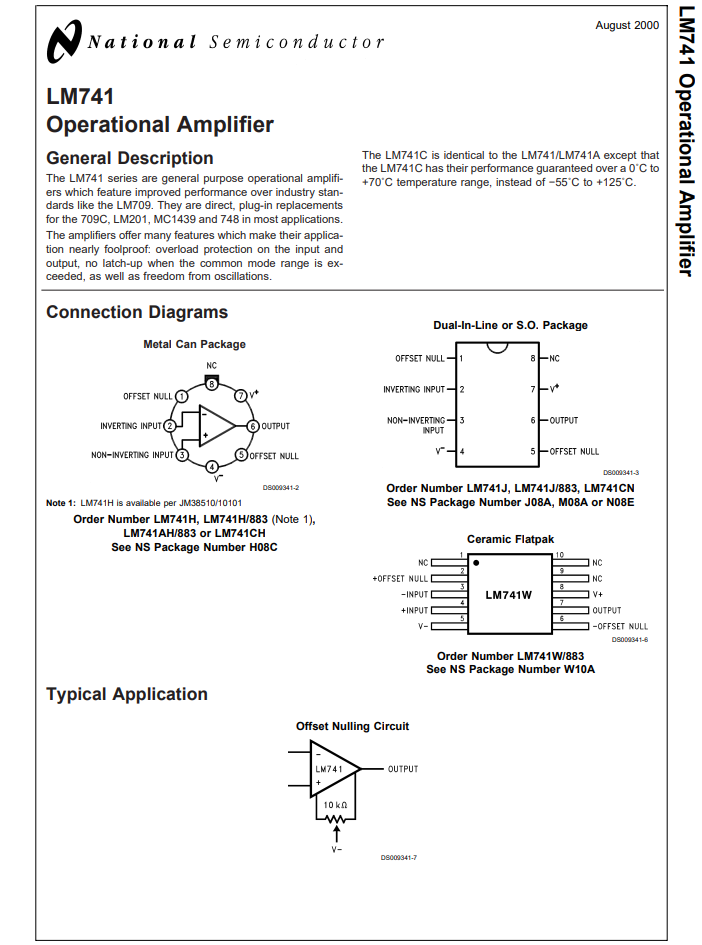 August 2000
National Semiconductor
LM741
Operational Amplifier
General Description
The LM741 series are general purpose operational amplifi-
ers which feature improved performance over industry stan-
dards like the LM709. They are direct, plug-in replacements
for the 709C, LM201, MC1439 and 748 in most applications.
The amplifiers offer many features which make their applica-
tion nearly foolproof: overload protection on the input and
output, no latch-up when the common mode range is ex-
ceeded, as well as freedom from oscillations.
The LM741C is identical to the LM741/LM741A except that
the LM741C has their performance guaranteed over a 0˚C to
+70˚C temperature range, instead of −55˚C to +125˚C.
Connection Diagrams
Metal Can Package
NC
8
OFFSET NULL 1
7 V+
INVERTING INPUT 2
−
6 OUTPUT
+
NON-INVERTING INPUT 3
5 OFFSET NULL
4
V−
DS009341-2
Note 1: LM741H is available per JM38510/10101
Order Number LM741H, LM741H/883 (Note 1),
LM741AH/883 or LM741CH
See NS Package Number H08C
Dual-In-Line or S.O. Package
OFFSET NULL 1 8 NC
INVERTING INPUT 2 7 V+
NON-INVERTING 3 6 OUTPUT
INPUT
V− 4 5 OFFSET NULL
DS009341-3
Order Number LM741J, LM741J/883, LM741CN
See NS Package Number J08A, M08A or N08E
Ceramic Flatpak
NC 1 10 NC
+OFFSET NULL 2 9 NC
−INPUT 3 LM741W 8 V+
+INPUT 4 7 OUTPUT
V− 5 6 −OFFSET NULL
DS009341-6
Order Number LM741W/883
See NS Package Number W10A
Typical Application
Offset Nulling Circuit
−
LM741 OUTPUT
+
10 kΩ
V−
DS009341-7
LM741 Operational Amplifier